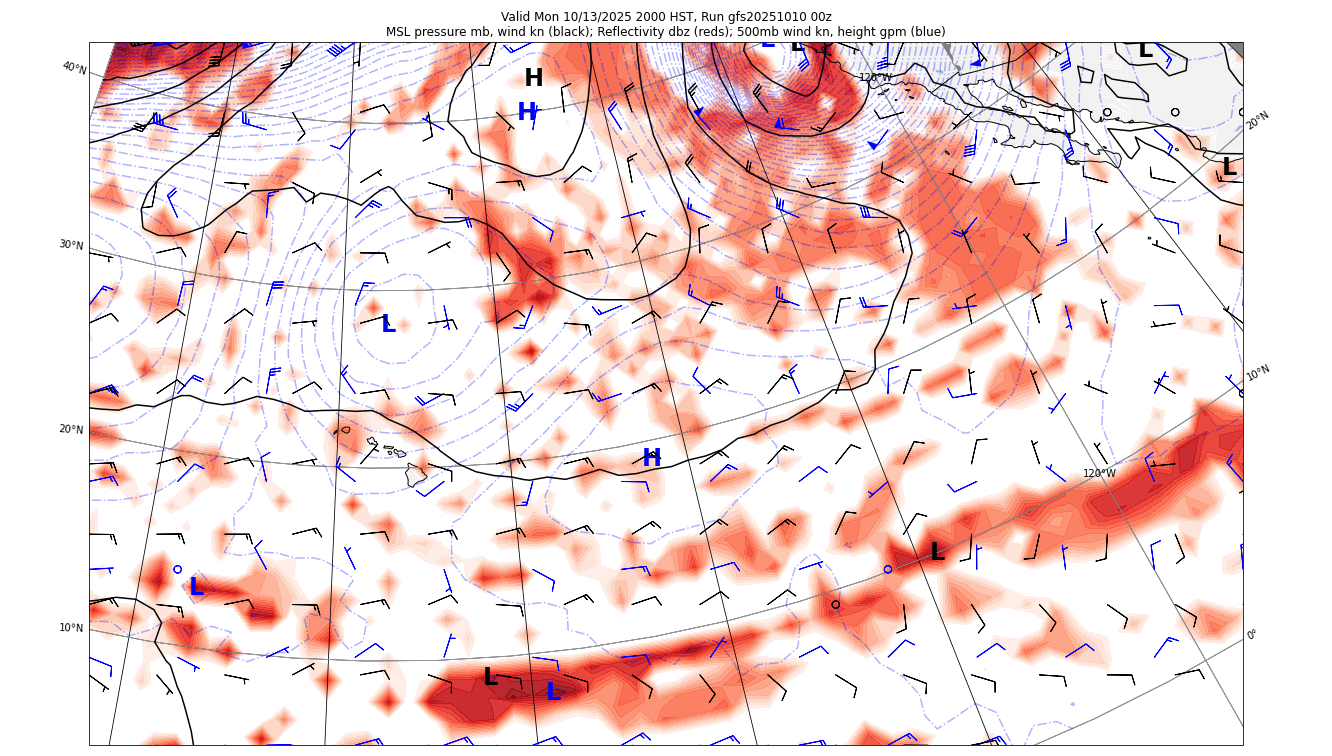 Valid Mon 10/13/2025 2000 HST, Run gfs20251010 00z
MSL pressure mb, wind kn (black); Reflectivity dbz (reds); 500mb wind kn, height gpm (blue)
L L L
40°N H 120°W
H 20°N
L
30°N
L
10°N
20°N
H
120°W
L
L
10°N 0°
L
L